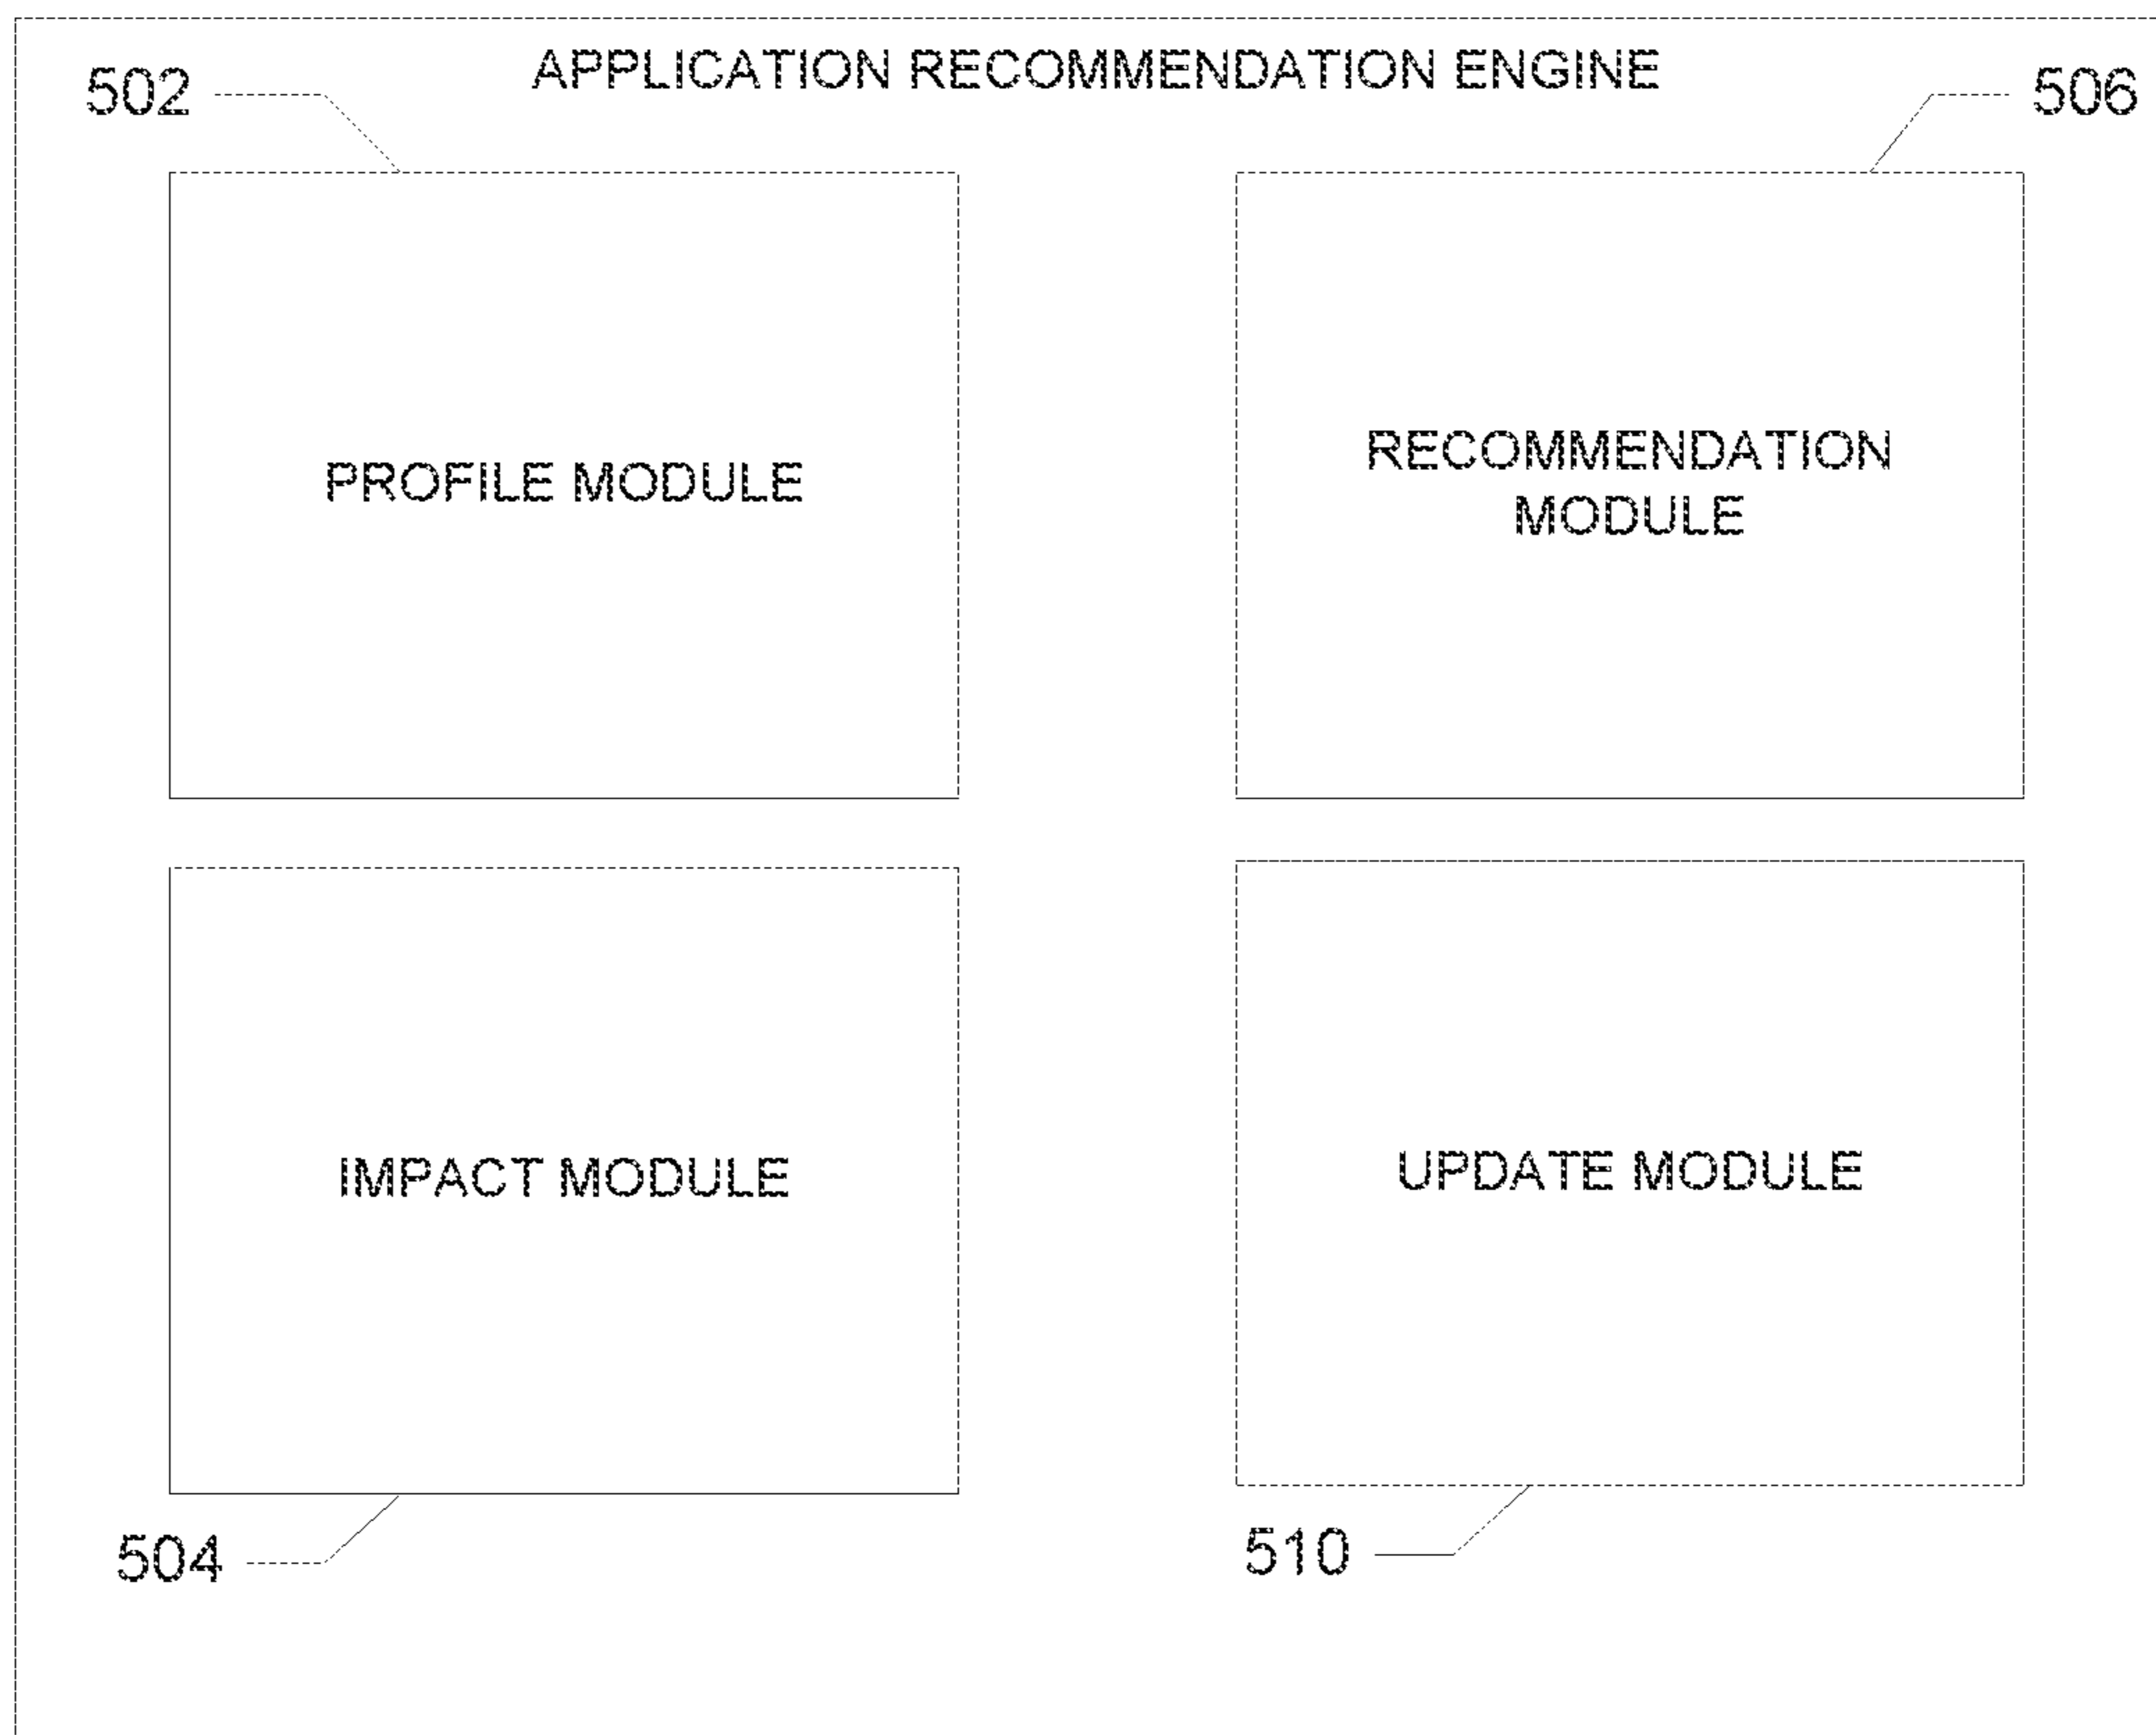 APPLICATION RECOMMENDATION ENGINE
502
506
PROFILE MODULE
RECOMMENDATION
MODULE
IMPACT MODULE
UPDATE MODULE
504
510